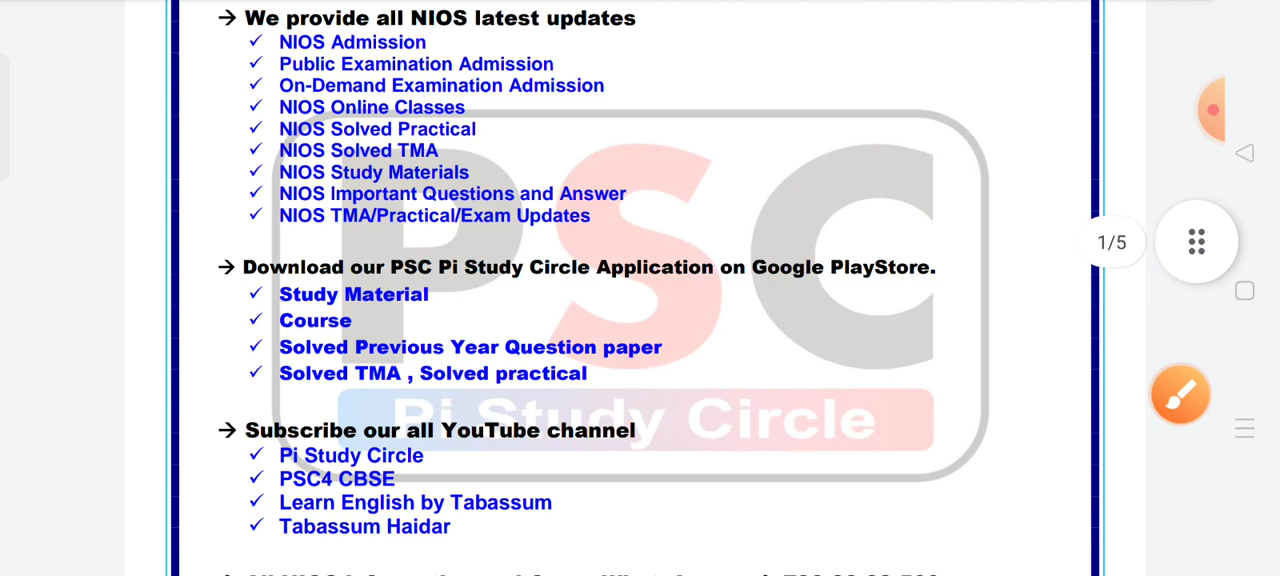 → We provide all NIOS latest updates
✓ NIOS Admission
✓ Public Examination Admission
✓ On-Demand Examination Admission
✓ NIOS Online Classes
✓ NIOS Solved Practical
✓ NIOS Solved TMA
✓ NIOS Study Materials
✓ NIOS Important Questions and Answer
✓ NIOS TMA/Practical/Exam Updates
PSC
1/5
→ Download our PSC Pi Study Circle Application on Google PlayStore.
✓ Study Material
✓ Course
✓ Solved Previous Year Question paper
✓ Solved TMA , Solved practical
Pi Study Circle
→ Subscribe our all YouTube channel
✓ Pi Study Circle
✓ PSC4 CBSE
✓ Learn English by Tabassum
✓ Tabassum Haidar